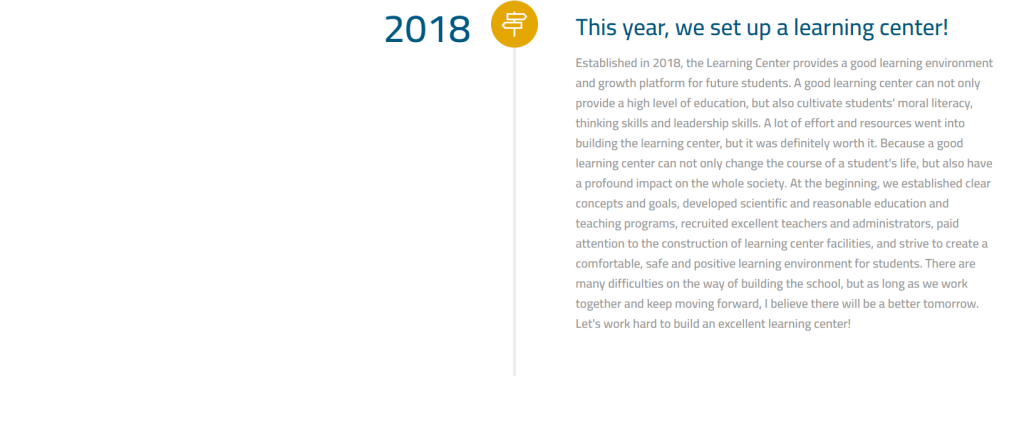 2018
This year, we set up a learning center!
Established in 2018, the Learning Center provides a good learning environment
and growth platform for future students. A good learning center can not only
provide a high level of education, but also cultivate students' moral literacy,
thinking skills and leadership skills. A lot of effort and resources went into
building the learning center, but it was definitely worth it. Because a good
learning center can not only change the course of a student's life, but also have
a profound impact on the whole society. At the beginning, we established clear
concepts and goals, developed scientific and reasonable education and
teaching programs, recruited excellent teachers and administrators, paid
attention to the construction of learning center facilities, and strive to create a
comfortable, safe and positive learning environment for students. There are
many difficulties on the way of building the school, but as long as we work
together and keep moving forward, I believe there will be a better tomorrow.
Let's work hard to build an excellent learning center!